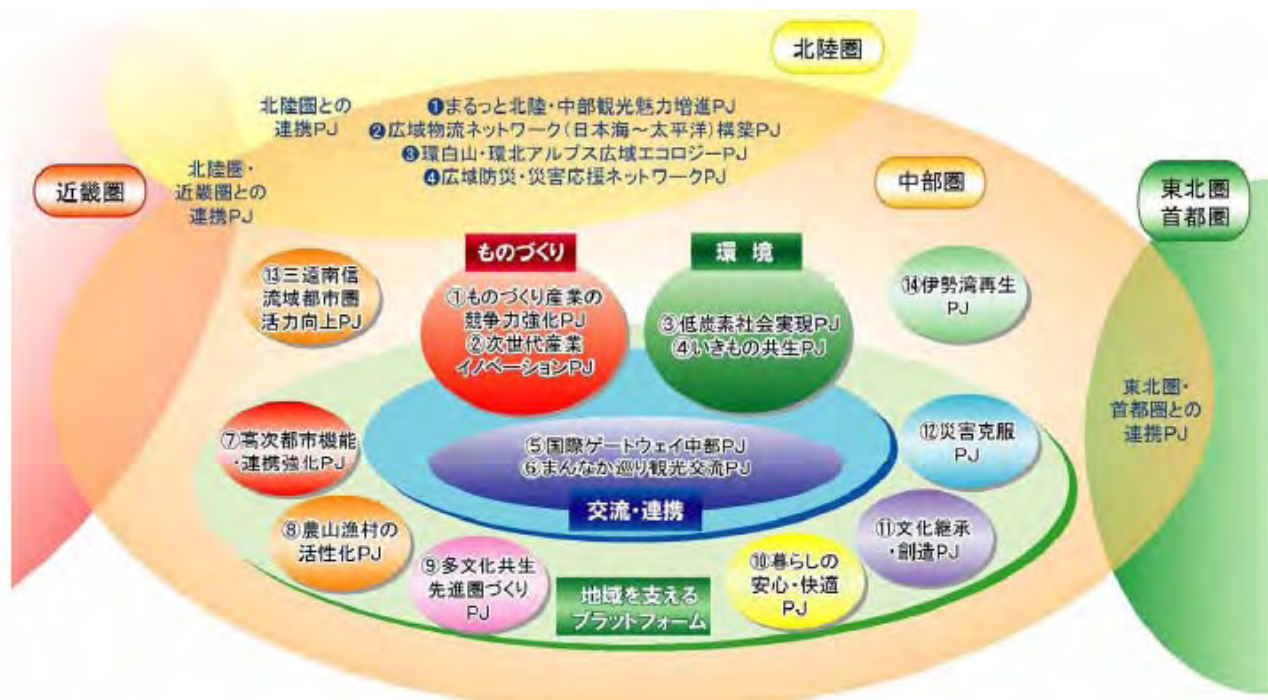 北陸圏
北陸圏との
連携PJ
❶まるっと北陸・中部観光魅力増進PJ
❷広域物流ネットワーク(日本海~太平洋)構築PJ
❸環白山・環北アルプス広域エコロジーPJ
❹広域防災・災害応援ネットワークPJ
近畿圏
北陸圏・
近畿圏との
連携PJ
中部圏
東北圏
首都圏
ものづくり
環境
⑬三遠南信
流域都市圏
活力向上PJ
①ものづくり産業の
競争力強化PJ
②次世代産業
イノベーションPJ
③低炭素社会実現PJ
④いきもの共生PJ
⑭伊勢湾再生
PJ
東北圏・
首都圏との
連携PJ
⑦高次都市機能
・連携強化PJ
⑤国際ゲートウェイ中部PJ
⑥まんなか巡り観光交流PJ
交流・連携
⑫災害克服
PJ
⑧農山漁村の
活性化PJ
⑨多文化共生
先進圏づくり
PJ
地域を支える
プラットフォーム
⑩暮らしの
安心・快適
PJ
⑪文化継承
・創造PJ